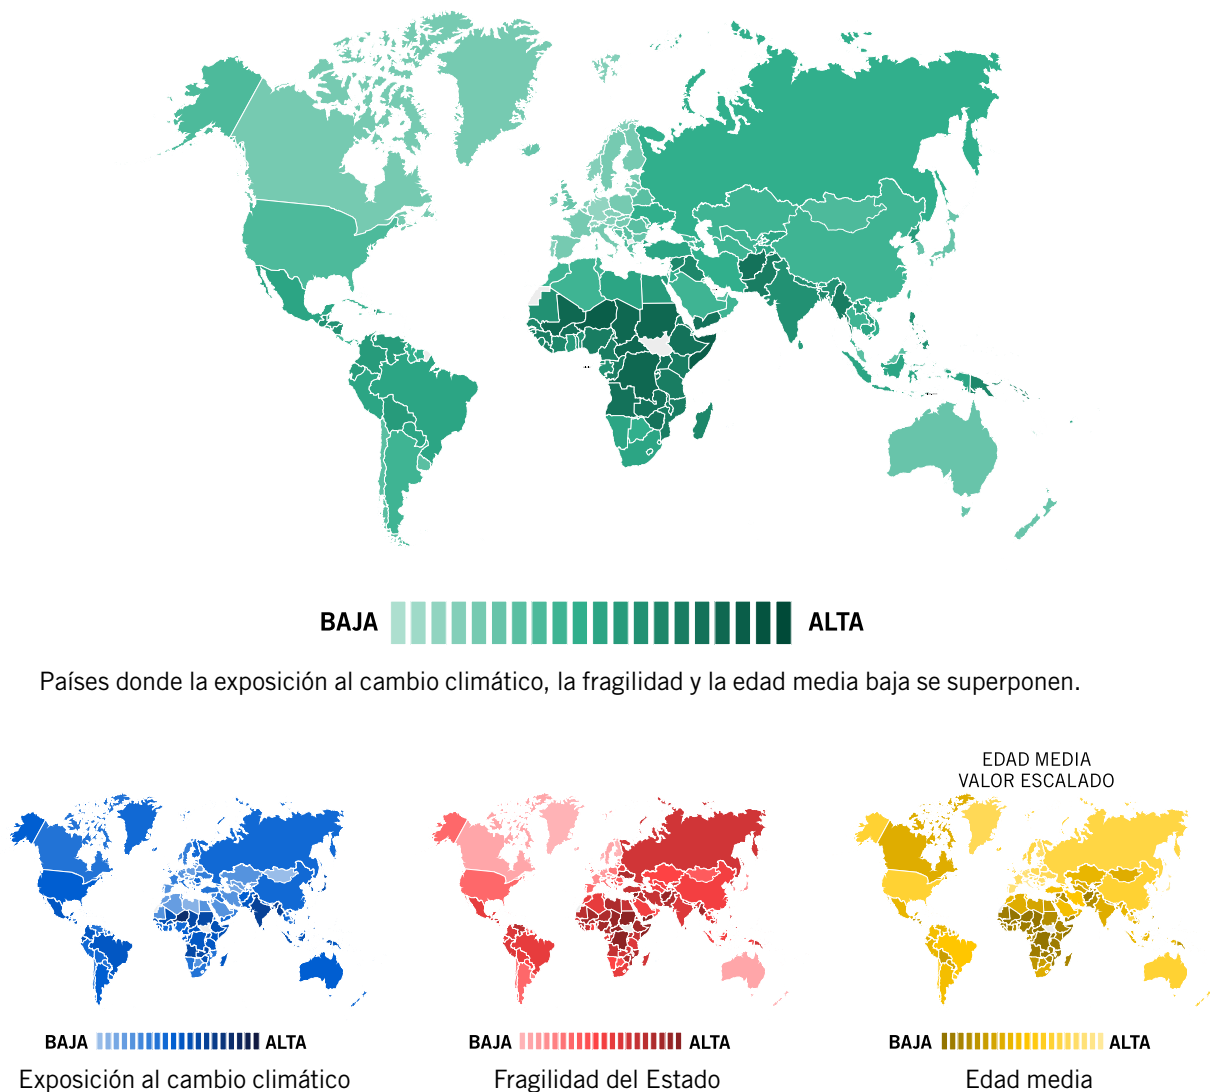 BAJA ALTA
Países donde la exposición al cambio climático, la fragilidad y la edad media baja se superponen.
EDAD MEDIA
VALOR ESCALADO
BAJA ALTA
Exposición al cambio climático
BAJA ALTA
Fragilidad del Estado
BAJA ALTA
Edad media